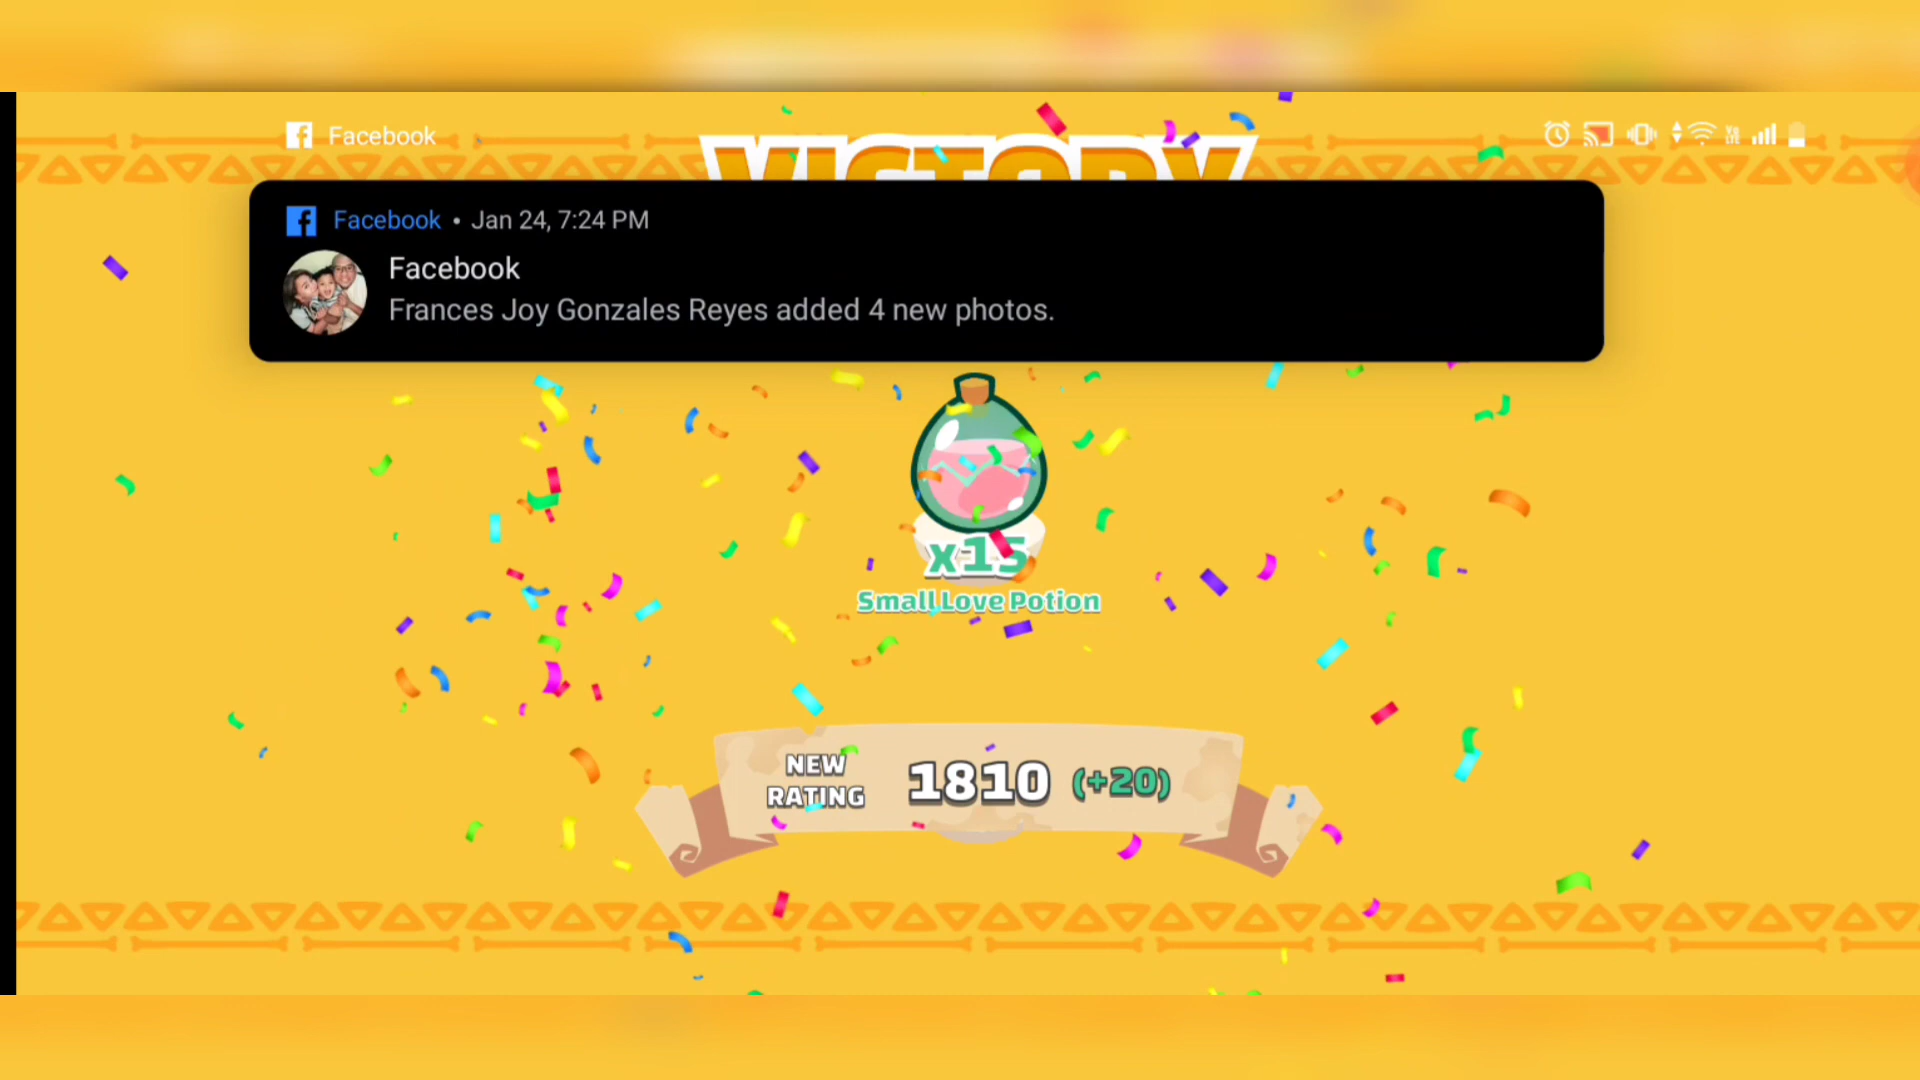 Facebook
VICTORY
Facebook • Jan 24, 7:24 PM
Facebook
Frances Joy Gonzales Reyes added 4 new photos.
x15
Small Love Potion
NEW
RATING
1810 (+20)